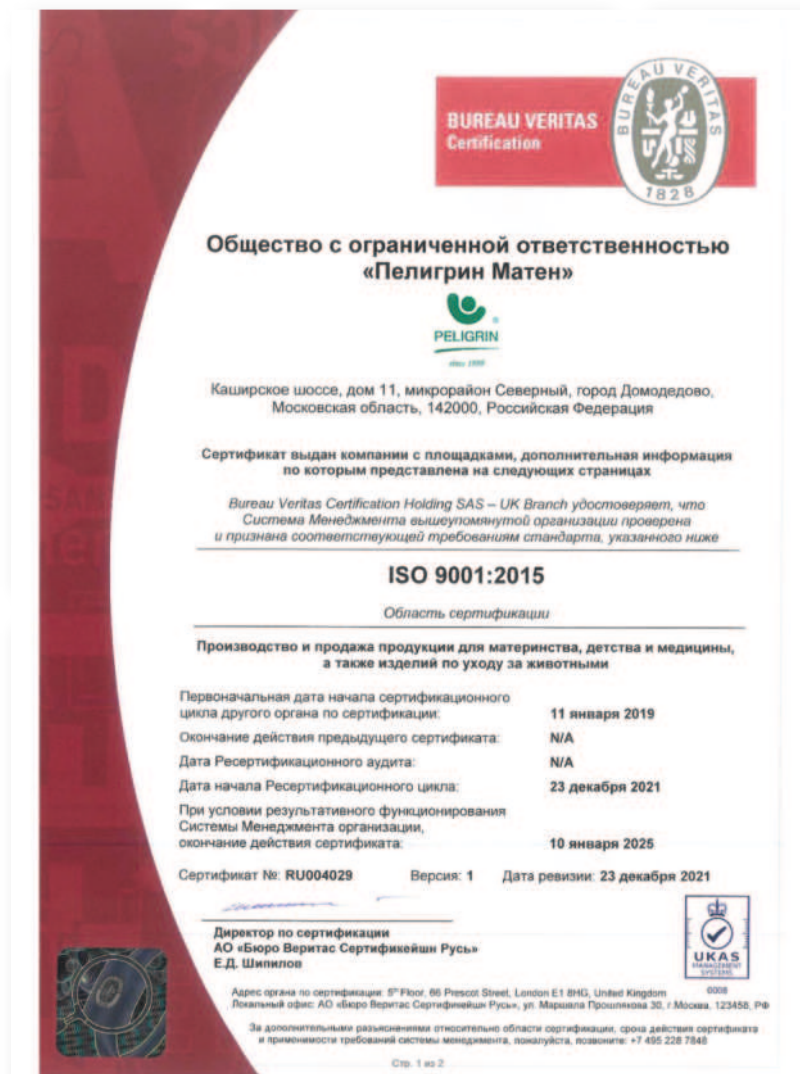 BUREAU VERITAS
Certification
BUREAU VERITAS
1828
Общество с ограниченной ответственностью
«Пелигрин Матен»
PELIGRIN
since 1996
Каширское шоссе, дом 11, микрорайон Северный, город Домодедово,
Московская область, 142000, Российская Федерация
Сертификат выдан компании с площадками, дополнительная информация
по которым представлена на следующих страницах
Bureau Veritas Certification Holding SAS – UK Branch удостоверяет, что
Система Менеджмента вышеупомянутой организации проверена
и признана соответствующей требованиям стандарта, указанного ниже
ISO 9001:2015
Область сертификации
Производство и продажа продукции для материнства, детства и медицины,
а также изделий по уходу за животными
Первоначальная дата начала сертификационного
цикла другого органа по сертификации: 11 января 2019
Окончание действия предыдущего сертификата: N/A
Дата Ресертификационного аудита: N/A
Дата начала Ресертификационного цикла: 23 декабря 2021
При условии результативного функционирования
Системы Менеджмента организации,
окончание действия сертификата: 10 января 2025
Сертификат №: RU004029 Версия: 1 Дата ревизии: 23 декабря 2021
Директор по сертификации
АО «Бюро Веритас Сертификейшн Русь»
Е.Д. Шипилов
UKAS
MANAGEMENT
SYSTEMS
0008
Адрес органа по сертификации: 5th Floor, 66 Prescot Street, London E1 8HG, United Kingdom
Локальный офис: АО «Бюро Веритас Сертификейшн Русь», ул. Маршала Прошлякова 30, г.Москва, 123458, РФ
За дополнительными разъяснениями относительно области сертификации, срока действия сертификата
и применимости требований системы менеджмента, пожалуйста, позвоните: +7 495 228 7848
Стр. 1 из 2